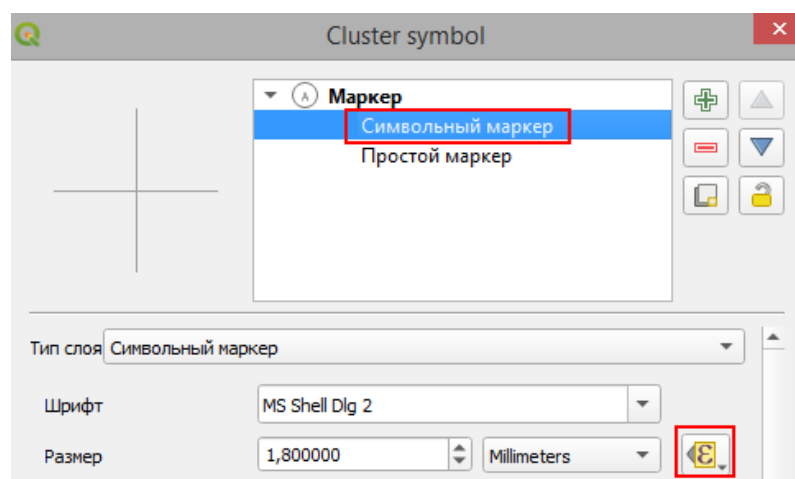 Cluster symbol
Маркер
Символьный маркер
Простой маркер
Тип слоя Символьный маркер
Шрифт MS Shell Dlg 2
Размер 1,800000 Millimeters